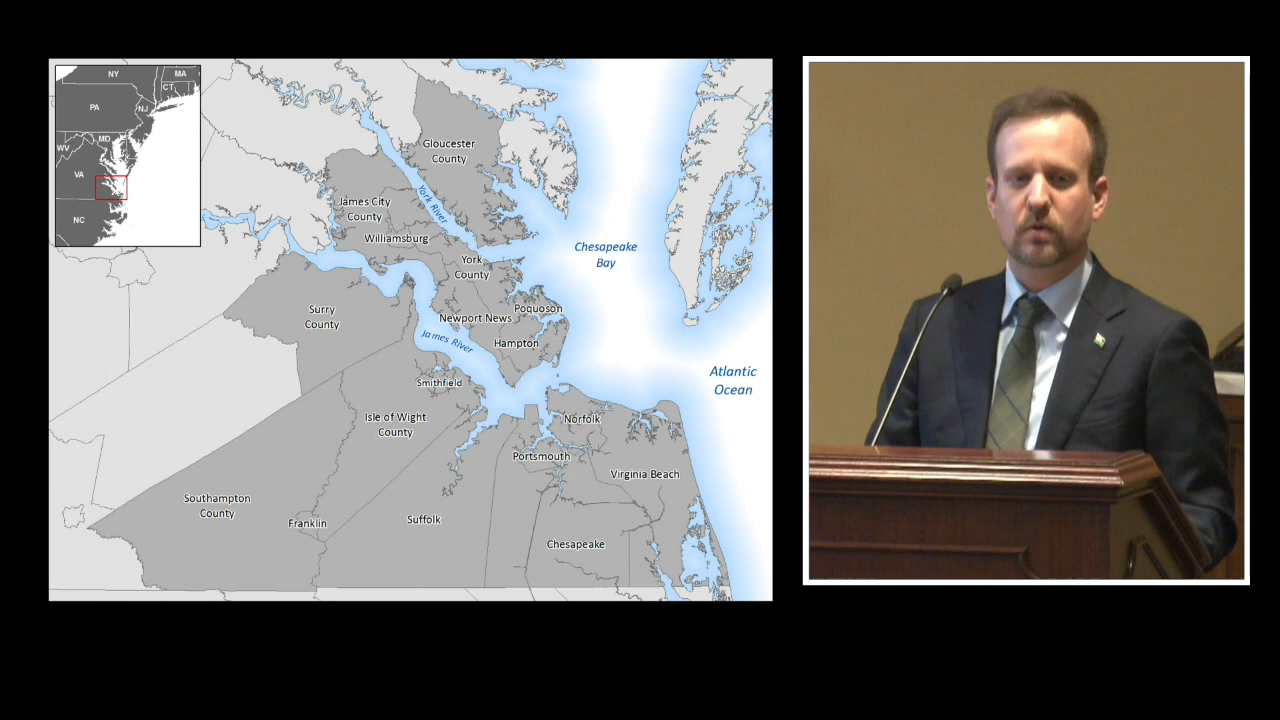 NY
MA
CT
PA
NJ
MD
WV
VA
NC
Gloucester
County
York River
James City
County
Williamsburg
York
County
Chesapeake
Bay
Surry
County
Poquoson
Newport News
James River
Hampton
Atlantic
Ocean
Smithfield
Isle of Wight
County
Norfolk
Portsmouth
Virginia Beach
Southampton
County
Franklin
Suffolk
Chesapeake